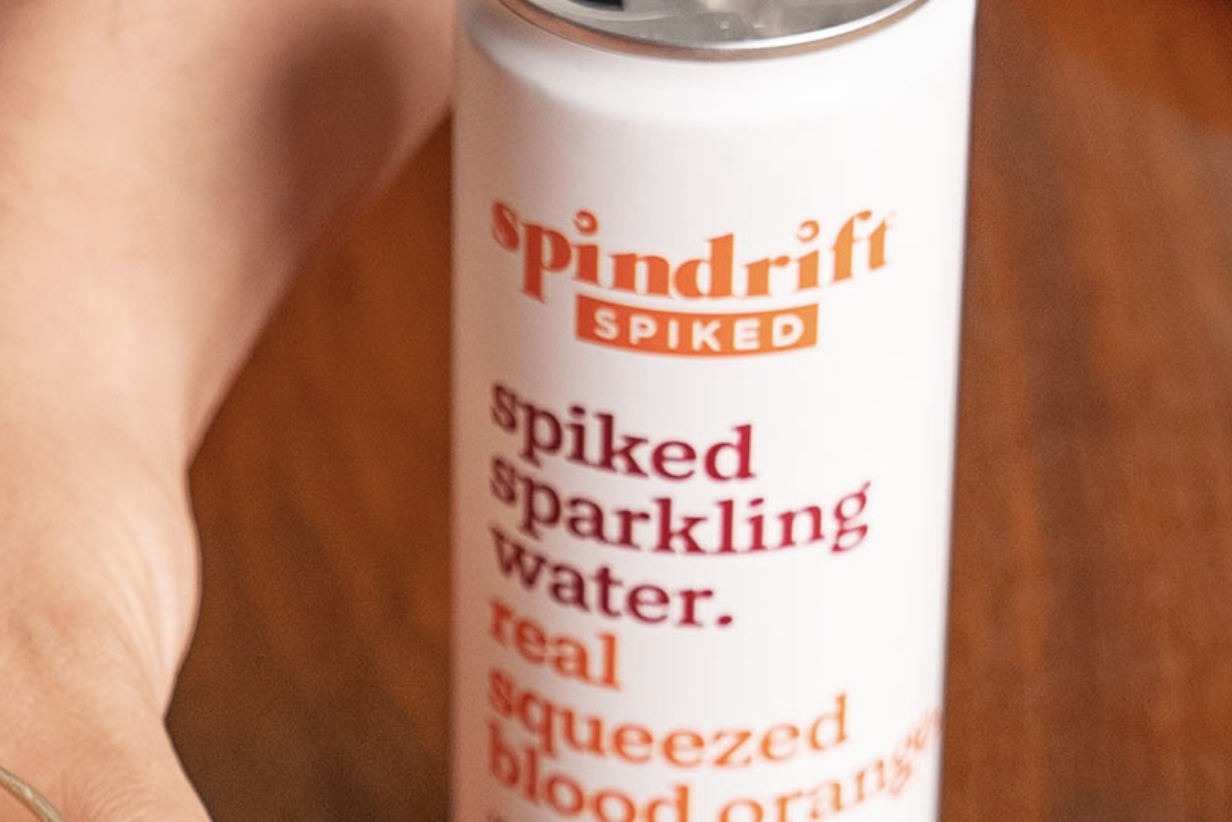 spindrift
SPIKED
spiked
sparkling
water.
real
squeezed
blood orange